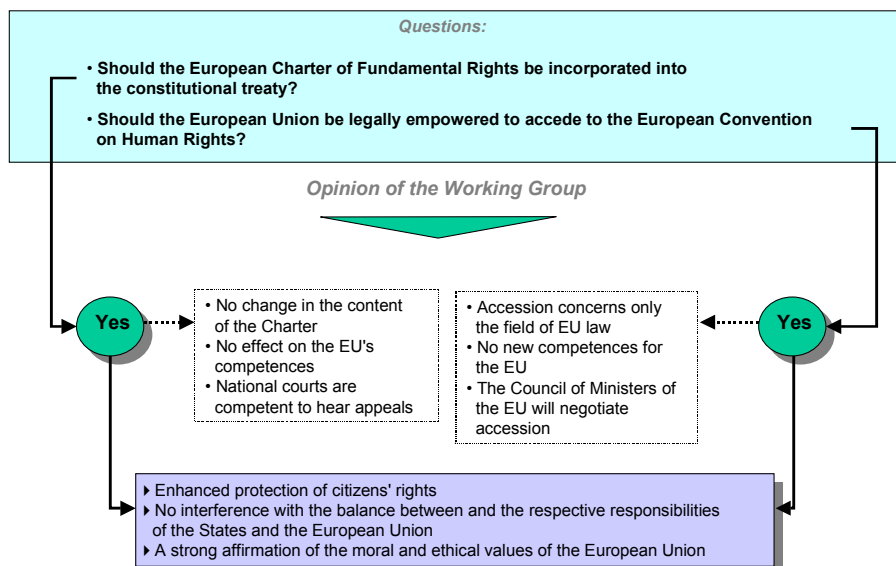 Questions:
• Should the European Charter of Fundamental Rights be incorporated into
the constitutional treaty?
• Should the European Union be legally empowered to accede to the European Convention
on Human Rights?
Opinion of the Working Group
Yes
• No change in the content
of the Charter
• No effect on the EU's
competences
• National courts are
competent to hear appeals
• Accession concerns only
the field of EU law
• No new competences for
the EU
• The Council of Ministers of
the EU will negotiate
accession
Yes
Enhanced protection of citizens' rights
No interference with the balance between and the respective responsibilities
of the States and the European Union
A strong affirmation of the moral and ethical values of the European Union